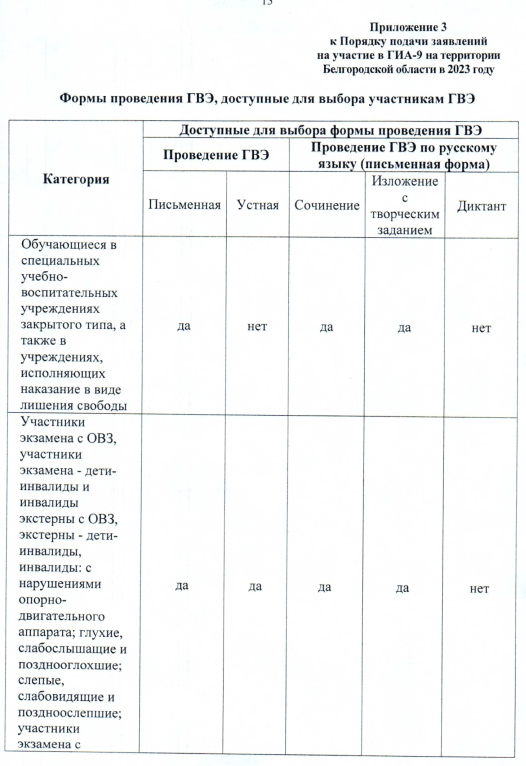 15
Приложение 3
к Порядку подачи заявлений
на участие в ГИА-9 на территории
Белгородской области в 2023 году
Формы проведения ГВЭ, доступные для выбора участникам ГВЭ
Категория
Доступные для выбора формы проведения ГВЭ
Проведение ГВЭ
Проведение ГВЭ по русскому
языку (письменная форма)
Письменная
Устная
Сочинение
Изложение
с
творческим
заданием
Диктант
Обучающиеся в
специальных
учебно-
воспитательных
учреждениях
закрытого типа, а
также в
учреждениях,
исполняющих
наказание в виде
лишения свободы
да
нет
да
да
нет
Участники
экзамена с ОВЗ,
участники
экзамена - дети-
инвалиды и
инвалиды
экстерны с ОВЗ,
экстерны - дети-
инвалиды,
инвалиды: с
нарушениями
опорно-
двигательного
аппарата; глухие,
слабослышащие и
позднооглохшие;
слепые,
слабовидящие и
поздноослепшие;
участники
экзамена с
да
да
да
да
нет